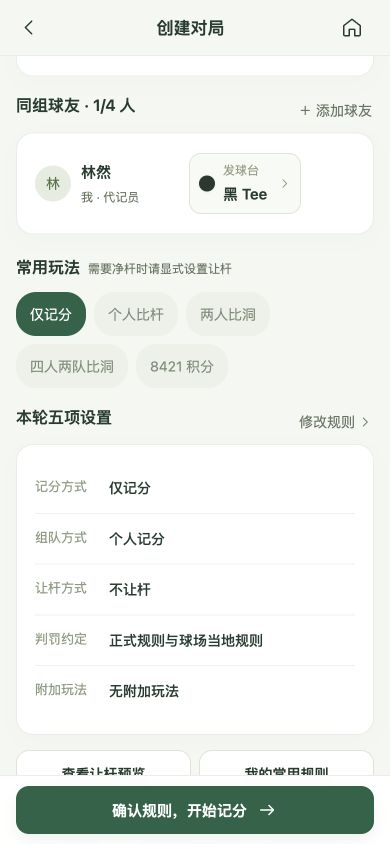 创建对局
同组球友 · 1/4 人
＋ 添加球友
林
林然
我 · 代记员
发球台
黑 Tee
常用玩法 需要净杆时请显式设置让杆
仅记分
个人比杆
两人比洞
四人两队比洞
8421 积分
本轮五项设置
修改规则
记分方式 仅记分
组队方式 个人记分
让杆方式 不让杆
判罚约定 正式规则与球场当地规则
附加玩法 无附加玩法
查看让杆预览
我的常用规则
确认规则，开始记分 →